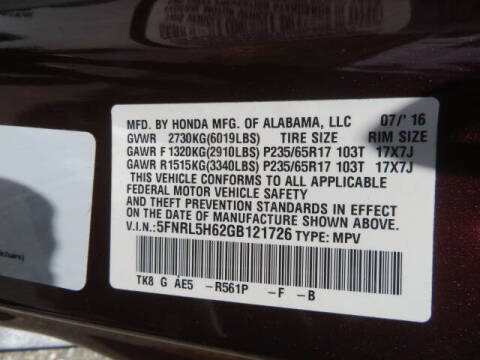 MFD. BY HONDA MFG. OF ALABAMA, LLC 07/'16
GVWR 2730KG(6019LBS) TIRE SIZE RIM SIZE
GAWR F 1320KG(2910LBS) P235/65R17 103T 17X7J
GAWR R1515KG(3340LBS) P235/65R17 103T 17X7J
THIS VEHICLE CONFORMS TO ALL APPLICABLE
FEDERAL MOTOR VEHICLE SAFETY
AND THEFT PREVENTION STANDARDS IN EFFECT
ON THE DATE OF MANUFACTURE SHOWN ABOVE.
V.I.N.:5FNRL5H62GB121726 TYPE: MPV
TK8 G AE5 -R561P -F -B